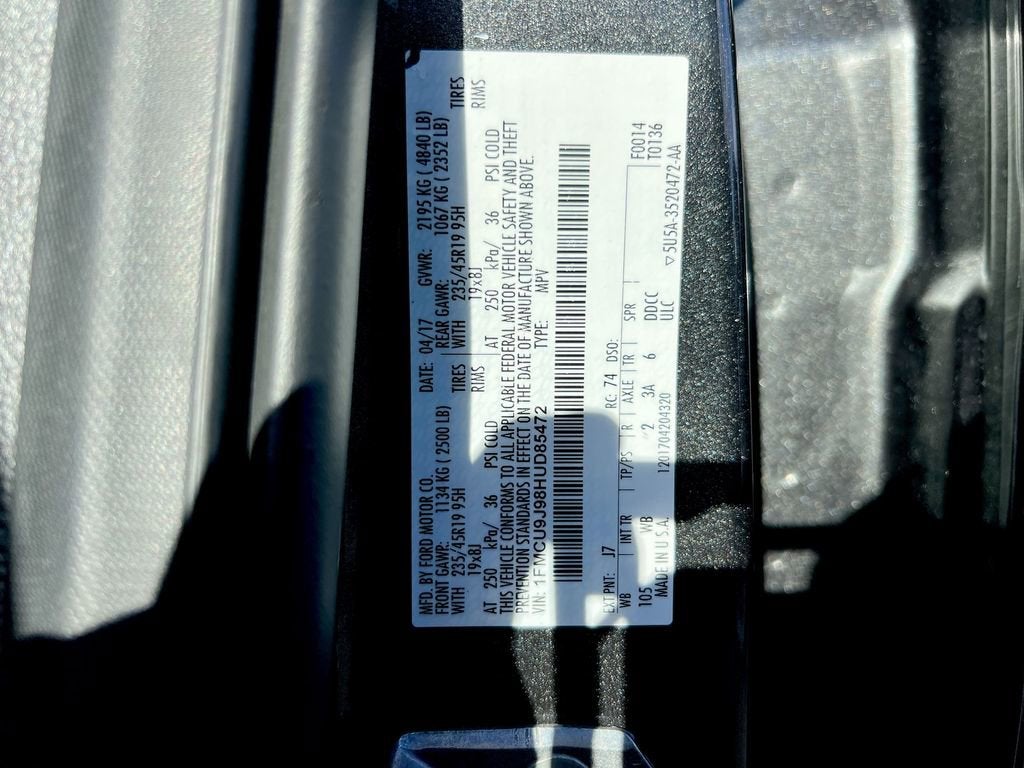 MFD. BY FORD MOTOR CO. DATE: 04/17 GVWR: 2195 KG ( 4840 LB)
FRONT GAWR: 1134 KG ( 2500 LB) REAR GAWR: 1067 KG ( 2352 LB)
WITH 235/45R19 95H TIRES WITH 235/45R19 95H TIRES
19x8J RIMS 19x8J RIMS
AT 250 kPa/ 36 PSI COLD AT 250 kPa/ 36 PSI COLD
THIS VEHICLE CONFORMS TO ALL APPLICABLE FEDERAL MOTOR VEHICLE SAFETY AND THEFT
PREVENTION STANDARDS IN EFFECT ON THE DATE OF MANUFACTURE SHOWN ABOVE.
VIN: 1FMCU9J98HUD85472 TYPE: MPV
EXT PNT: J7 RC: 74 DSO: F0014
WB INT TR TP/PS R AXLE TR SPR T0136
105 WB 2 3A 6 DDCC
MADE IN U.S.A. 1201704204320 ULC ▽5U5A-3520472-AA